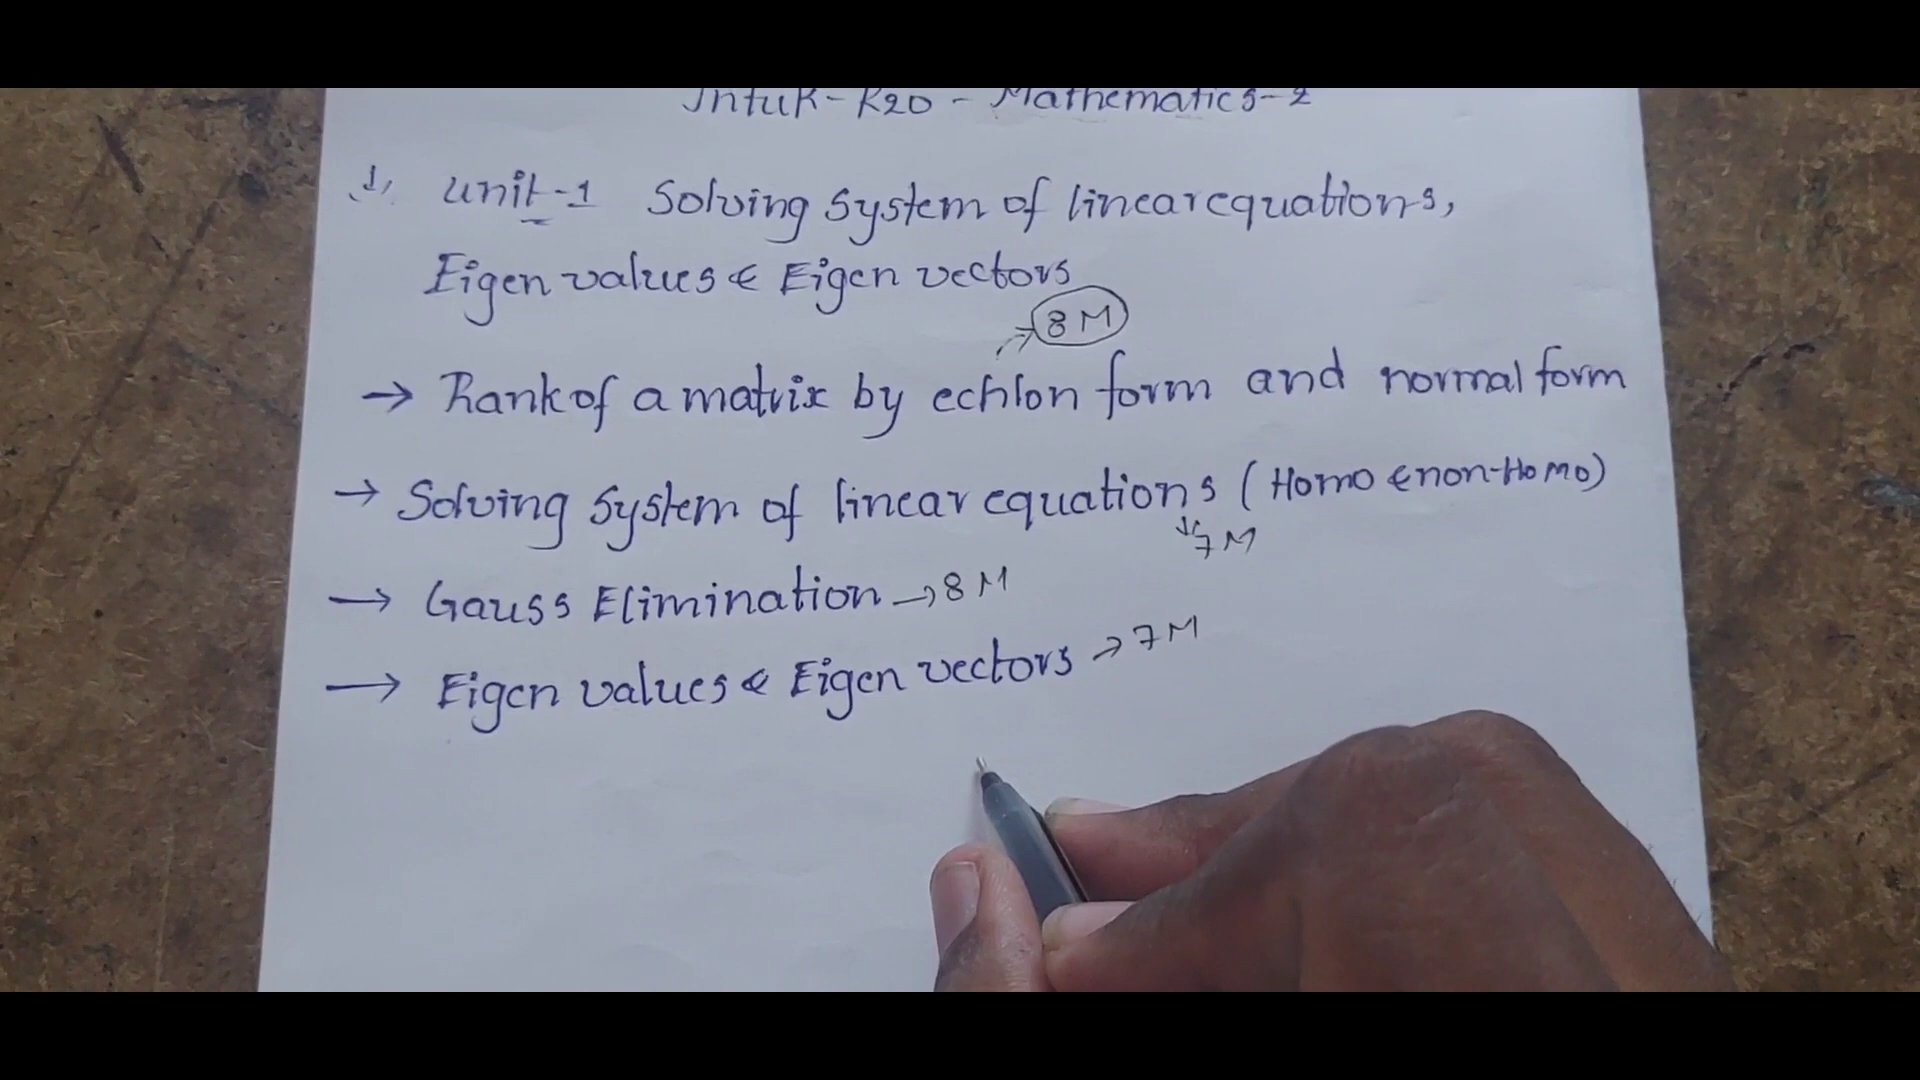 Jntuk-R20 - Mathematics-2
1, unit-1 Solving system of linear equations,
Eigen values & Eigen vectors
8 M
→ Rank of a matrix by echlon form and normal form
→ Solving system of linear equations (Homo & non-Homo)
7 M
→ Gauss Elimination → 8 M
→ Eigen values & Eigen vectors → 7 M